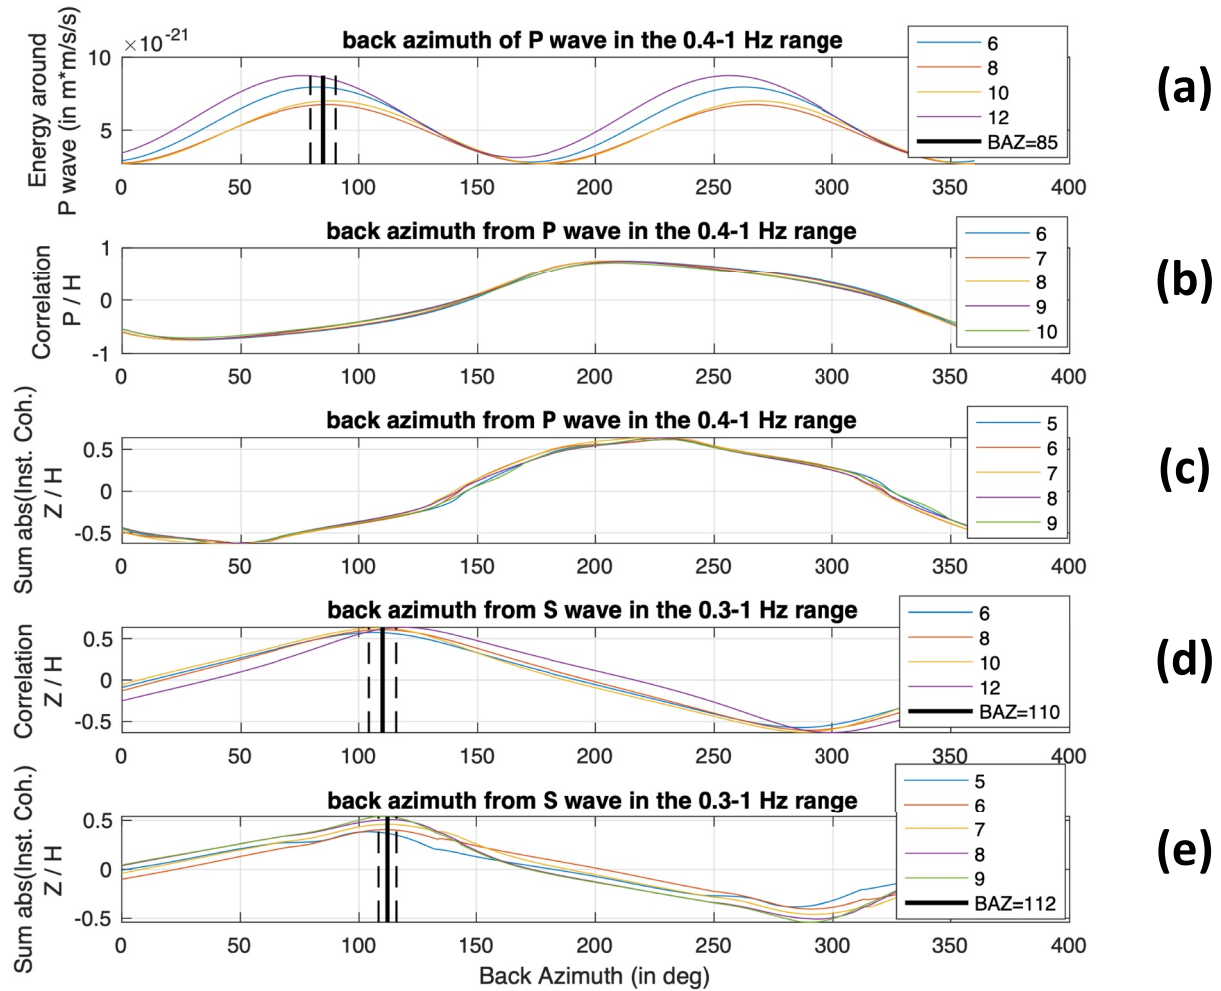 ×10⁻²¹
back azimuth of P wave in the 0.4-1 Hz range
Energy around
P wave (in m*m/s/s)
10
5
0 50 100 150 200 250 300 350 400
6
8
10
12
BAZ=85
(a)
back azimuth from P wave in the 0.4-1 Hz range
Correlation
P / H
1
0
-1
0 50 100 150 200 250 300 350 400
6
7
8
9
10
(b)
back azimuth from P wave in the 0.4-1 Hz range
Sum abs(Inst. Coh.)
Z / H
0.5
0
-0.5
0 50 100 150 200 250 300 350 400
5
6
7
8
9
(c)
back azimuth from S wave in the 0.3-1 Hz range
Correlation
Z / H
0.5
0
-0.5
0 50 100 150 200 250 300 350 400
6
8
10
12
BAZ=110
(d)
back azimuth from S wave in the 0.3-1 Hz range
Sum abs(Inst. Coh.)
Z / H
0.5
0
-0.5
0 50 100 150 200 250 300 350 400
5
6
7
8
9
BAZ=112
(e)
Back Azimuth (in deg)